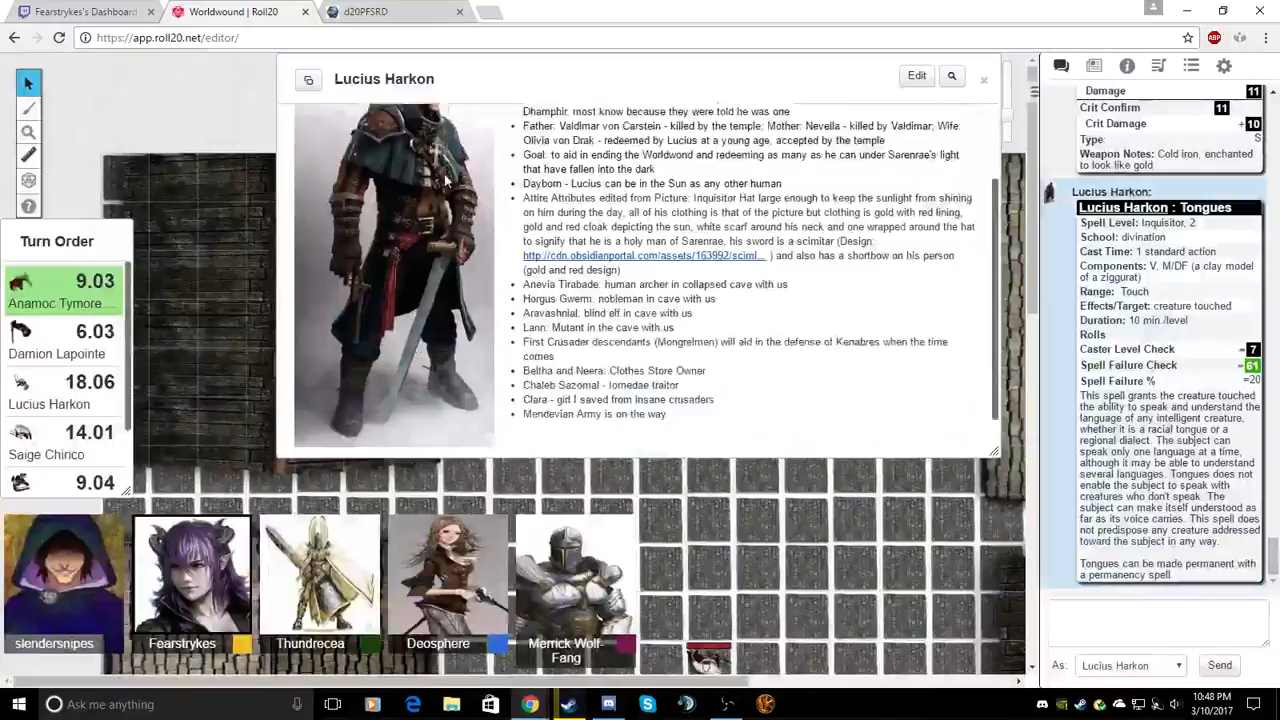 Fearstrykes's Dashboard
Worldwound | Roll20
d20PFSRD
https://app.roll20.net/editor/
ABP
Lucius Harkon
Edit
Dhamphir, most know because they were told he was one
Father: Valdimar von Carstein - killed by the temple; Mother: Nevella - killed by Valdimar; Wife:
Olivia von Drak - redeemed by Lucius at a young age, accepted by the temple
Goal: to aid in ending the Worldword and redeeming as many as he can under Sarenrae's light
that have fallen into the dark
Dayborn - Lucius can be in the Sun as any other human
Attire Attributes edited from Picture: Inquisitor Hat large enough to keep the sunlight from shining
on him during the day, all of his clothing is that of the picture but clothing is gold with red lining,
gold and red cloak depicting the sun, white scarf around his neck and one wrapped around the hat
to signify that he is a holy man of Sarenrae, his sword is a scimitar (Design:
http://cdn.obsidianportal.com/assets/163992/sciml... ) and also has a shortbow on his person
(gold and red design)
Anevia Tirabade: human archer in collapsed cave with us
Horgus Gwerm: nobleman in cave with us
Aravashnial: blind elf in cave with us
Lann: Mutant in the cave with us
First Crusader descendants (Mongrelmen) will aid in the defense of Kenabres when the time
comes
Beltha and Neera: Clothes Store Owner
Chaleb Sazomal - Iomedae traitor
Clara - girl I saved from insane crusaders
Mendevian Army is on the way
Turn Order
9.03
Anamoc Tymore
6.03
Damion Lapointe
18.06
Lucius Harkon
14.01
Saige Chirico
9.04
slendersnipes
Fearstrykes
Thundrecea
Deosphere
Merrick Wolf-
Fang
Damage 11
Crit Confirm 11
Crit Damage + 10
Type: S
Weapon Notes: Cold iron, enchanted
to look like gold
Lucius Harkon:
Lucius Harkon : Tongues
Spell Level: Inquisitor, 2
School: divination
Cast Time: 1 standard action
Components: V, M/DF (a clay model
of a ziggurat)
Range: Touch
Effects/Target: creature touched
Duration: 10 min./level
Rolls
Caster Level Check = 7
Spell Failure Check = 61
Spell Failure % =20
This spell grants the creature touched
the ability to speak and understand the
language of any intelligent creature,
whether it is a racial tongue or a
regional dialect. The subject can
speak only one language at a time,
although it may be able to understand
several languages. Tongues does not
enable the subject to speak with
creatures who don't speak. The
subject can make itself understood as
far as its voice carries. This spell does
not predispose any creature addressed
toward the subject in any way.
Tongues can be made permanent with
a permanency spell.
As: Lucius Harkon Send
Ask me anything
10:48 PM
3/10/2017